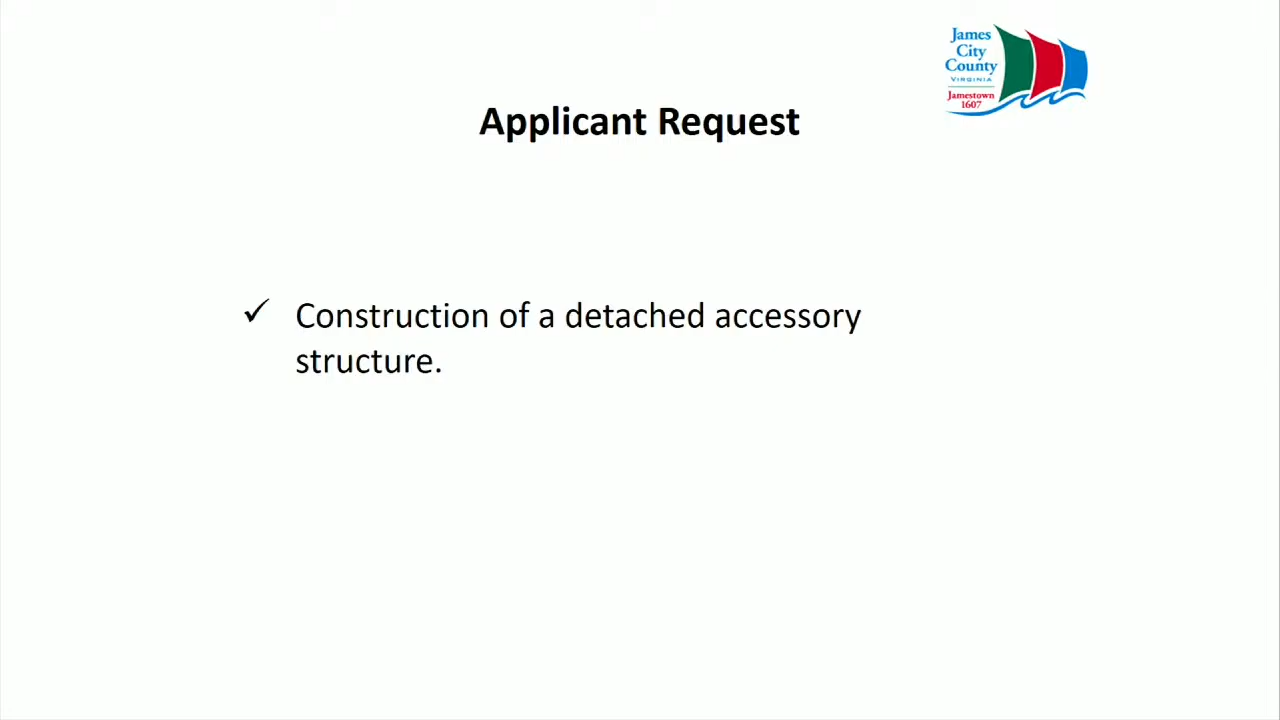 James
City
County
VIRGINIA
Jamestown
1607
Applicant Request
✓ Construction of a detached accessory
structure.